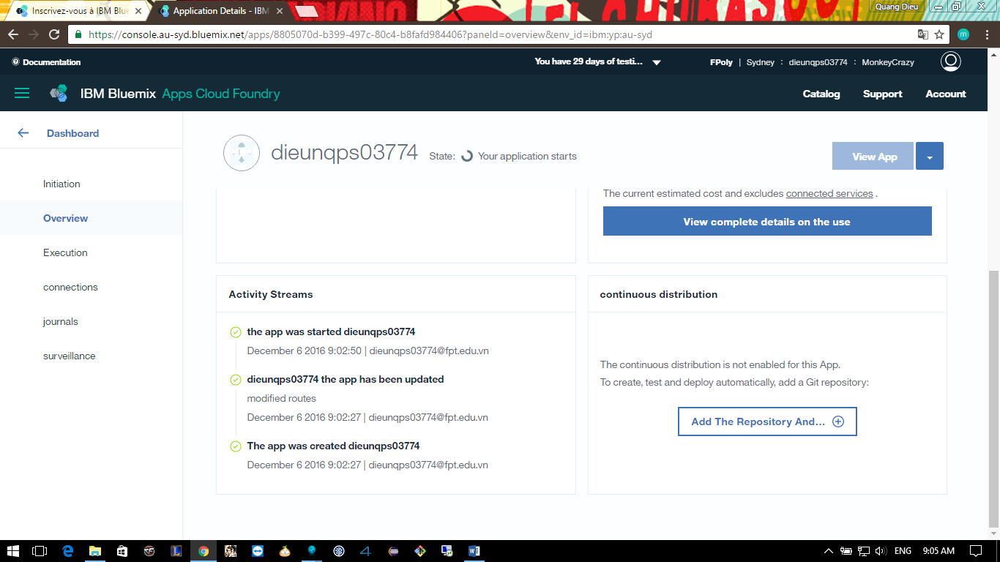 Inscrivez-vous à IBM Blue
Application Details - IBM
Quang Dieu
https://console.au-syd.bluemix.net/apps/8805070d-b399-497c-80c4-b8fafd984406?paneId=overview&env_id=ibm:yp:au-syd
m
Documentation
You have 29 days of testi...
FPoly | Sydney : dieunqps03774 : MonkeyCrazy
IBM Bluemix Apps Cloud Foundry
Catalog
Support
Account
Dashboard
dieunqps03774
State: Your application starts
View App
Initiation
Overview
Execution
connections
journals
surveillance
The current estimated cost and excludes connected services .
View complete details on the use
Activity Streams
the app was started dieunqps03774
December 6 2016 9:02:50 | dieunqps03774@fpt.edu.vn
dieunqps03774 the app has been updated
modified routes
December 6 2016 9:02:27 | dieunqps03774@fpt.edu.vn
The app was created dieunqps03774
December 6 2016 9:02:27 | dieunqps03774@fpt.edu.vn
continuous distribution
The continuous distribution is not enabled for this App.
To create, test and deploy automatically, add a Git repository:
Add The Repository And...
ENG
9:05 AM